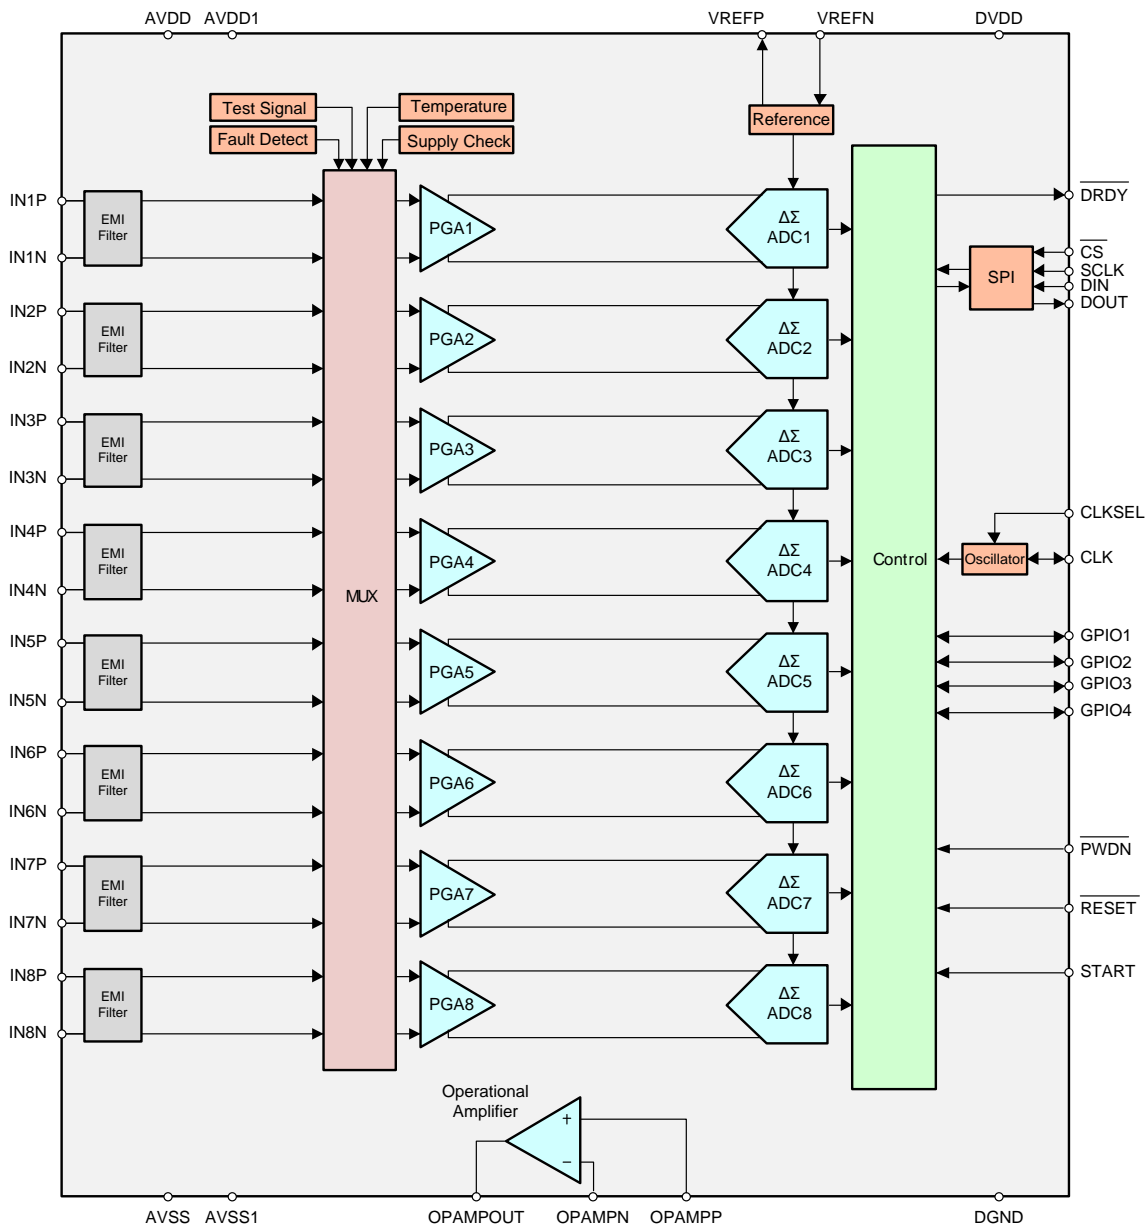 AVDD AVDD1 VREFP VREFN DVDD
Test Signal
Temperature
Fault Detect
Supply Check
Reference
IN1P
IN1N
EMI
Filter
PGA1
ΔΣ
ADC1
IN2P
IN2N
EMI
Filter
PGA2
ΔΣ
ADC2
IN3P
IN3N
EMI
Filter
PGA3
ΔΣ
ADC3
IN4P
IN4N
EMI
Filter
PGA4
ΔΣ
ADC4
IN5P
IN5N
EMI
Filter
PGA5
ΔΣ
ADC5
IN6P
IN6N
EMI
Filter
PGA6
ΔΣ
ADC6
IN7P
IN7N
EMI
Filter
PGA7
ΔΣ
ADC7
IN8P
IN8N
EMI
Filter
PGA8
ΔΣ
ADC8
MUX
Control
DRDY
SPI
CS
SCLK
DIN
DOUT
CLKSEL
Oscillator
CLK
GPIO1
GPIO2
GPIO3
GPIO4
PWDN
RESET
START
Operational
Amplifier
+
−
AVSS AVSS1 OPAMPOUT OPAMPN OPAMPP DGND